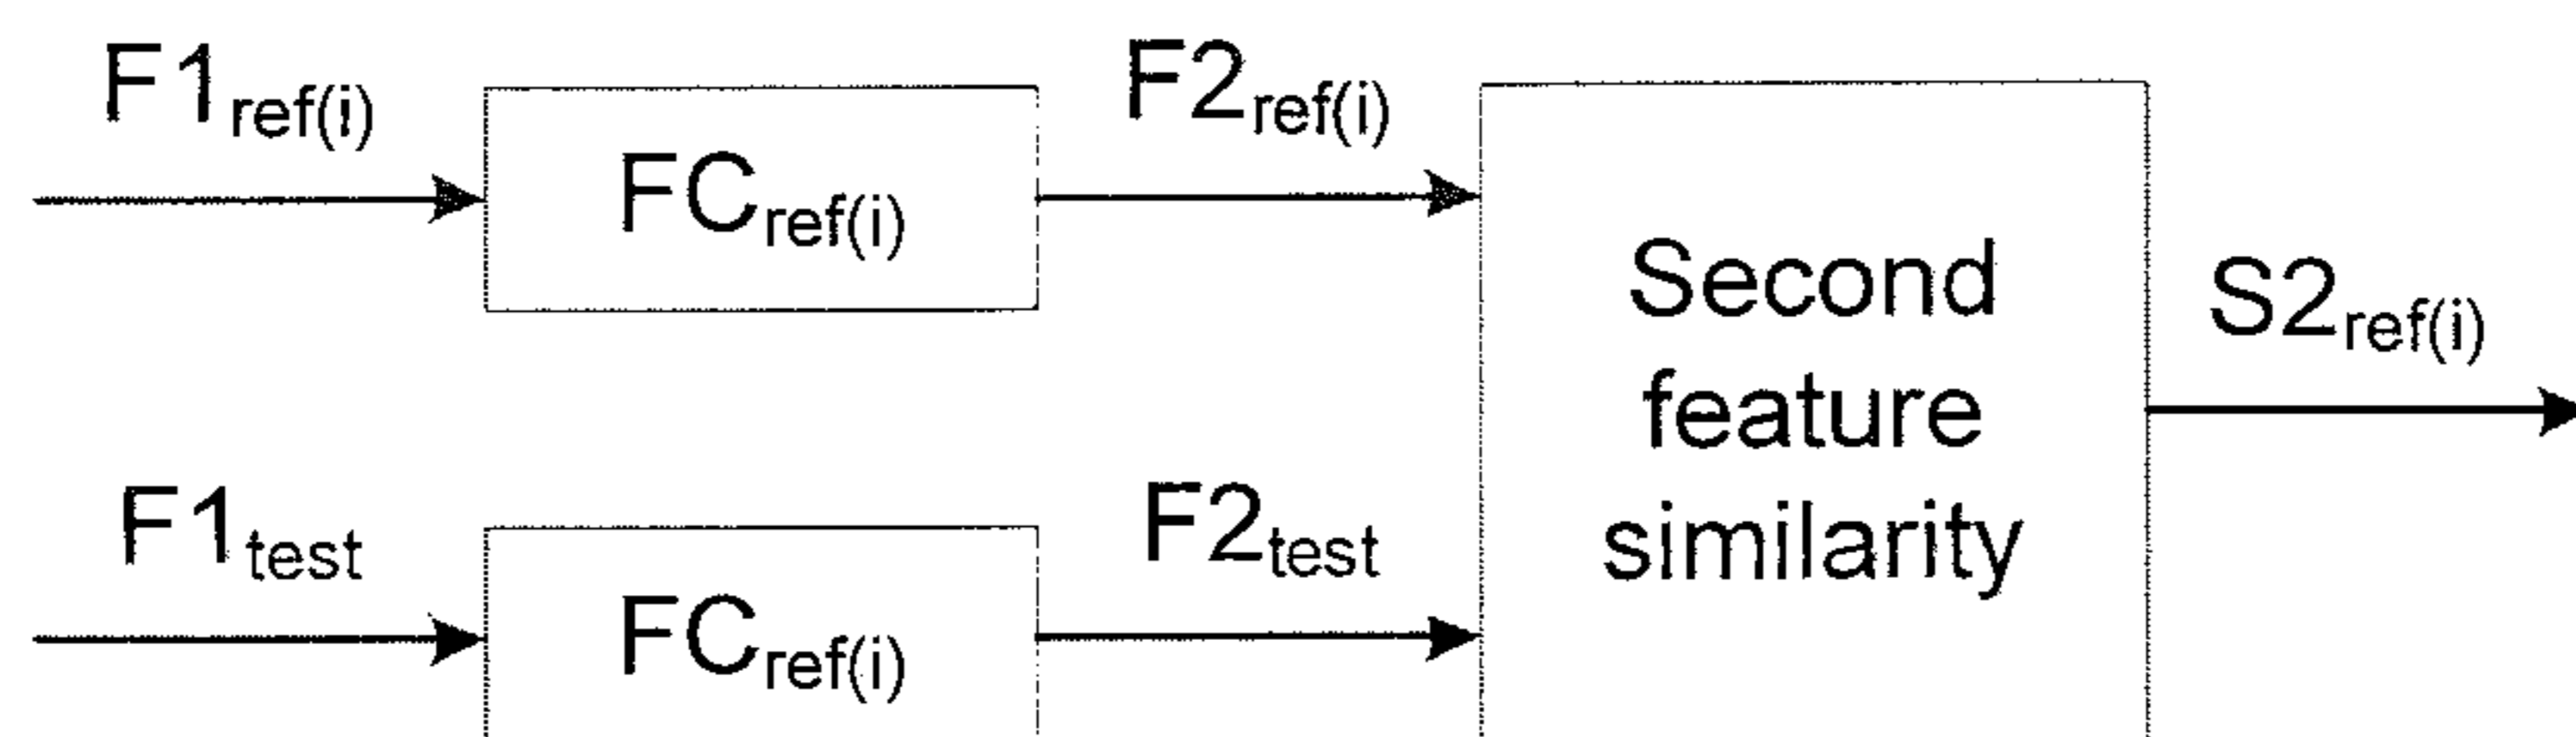 F1ref(i)
FCref(i)
F2ref(i)
Second
feature
similarity
S2ref(i)
F1test
FCref(i)
F2test